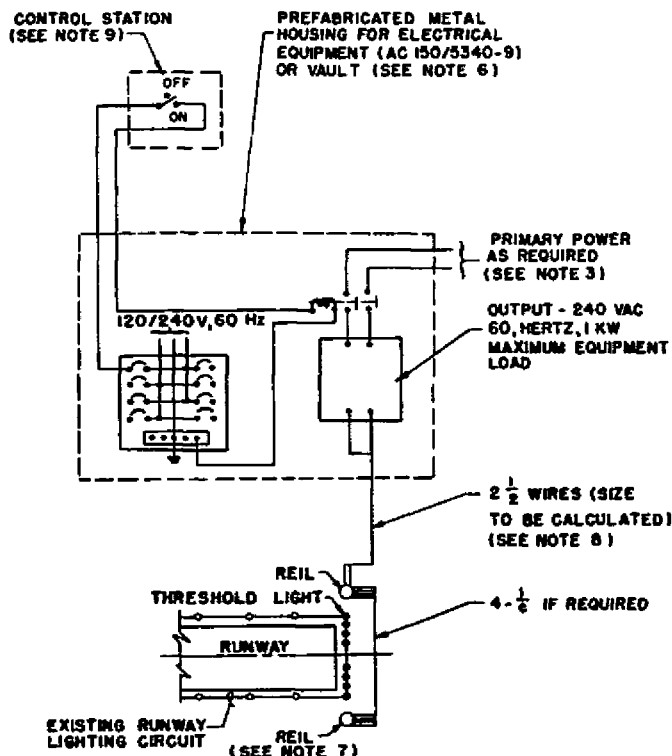 CONTROL STATION
(SEE NOTE 9)
PREFABRICATED METAL
HOUSING FOR ELECTRICAL
EQUIPMENT (AC 150/5340-9)
OR VAULT (SEE NOTE 6)
OFF
ON
PRIMARY POWER
AS REQUIRED
(SEE NOTE 3)
120/240V, 60 Hz
OUTPUT - 240 VAC
60, HERTZ, 1 KW
MAXIMUM EQUIPMENT
LOAD
2 1/2 WIRES (SIZE
TO BE CALCULATED)
(SEE NOTE 8)
REIL
THRESHOLD LIGHT
4 - 1/c IF REQUIRED
RUNWAY
EXISTING RUNWAY
LIGHTING CIRCUIT
REIL
(SEE NOTE 7)